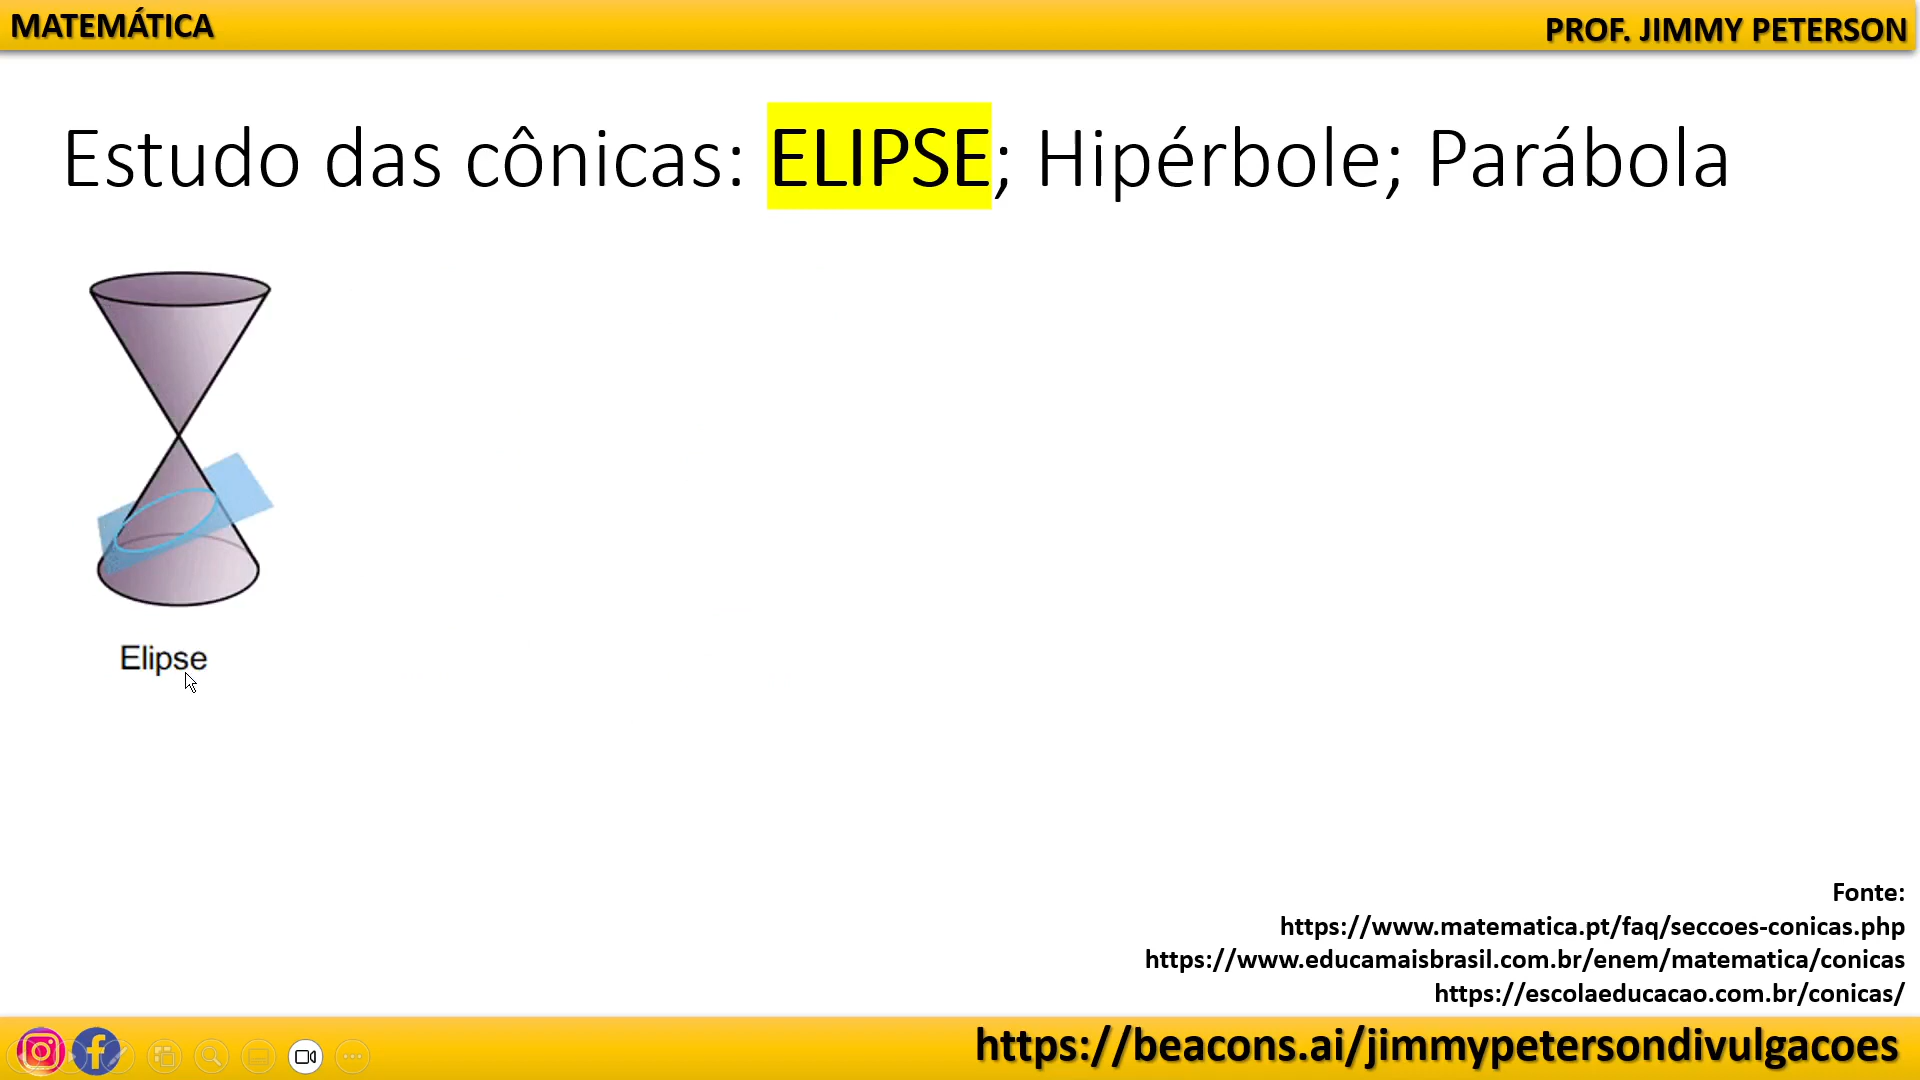 MATEMÁTICA
PROF. JIMMY PETERSON
Estudo das cônicas: ELIPSE; Hipérbole; Parábola
Elipse
Fonte:
https://www.matematica.pt/faq/seccoes-conicas.php
https://www.educamaisbrasil.com.br/enem/matematica/conicas
https://escolaeducacao.com.br/conicas/
https://beacons.ai/jimmypetersondivulgacoes